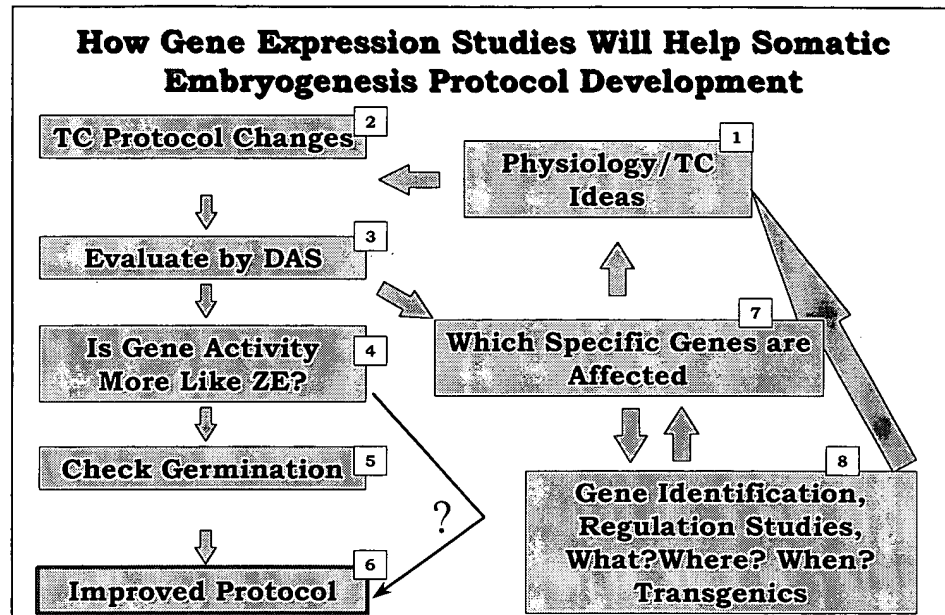 How Gene Expression Studies Will Help Somatic
Embryogenesis Protocol Development
1
Physiology/TC
Ideas
2
TC Protocol Changes
3
Evaluate by DAS
4
Is Gene Activity
More Like ZE?
5
Check Germination
?
6
Improved Protocol
7
Which Specific Genes are
Affected
8
Gene Identification,
Regulation Studies,
What?Where? When?
Transgenics